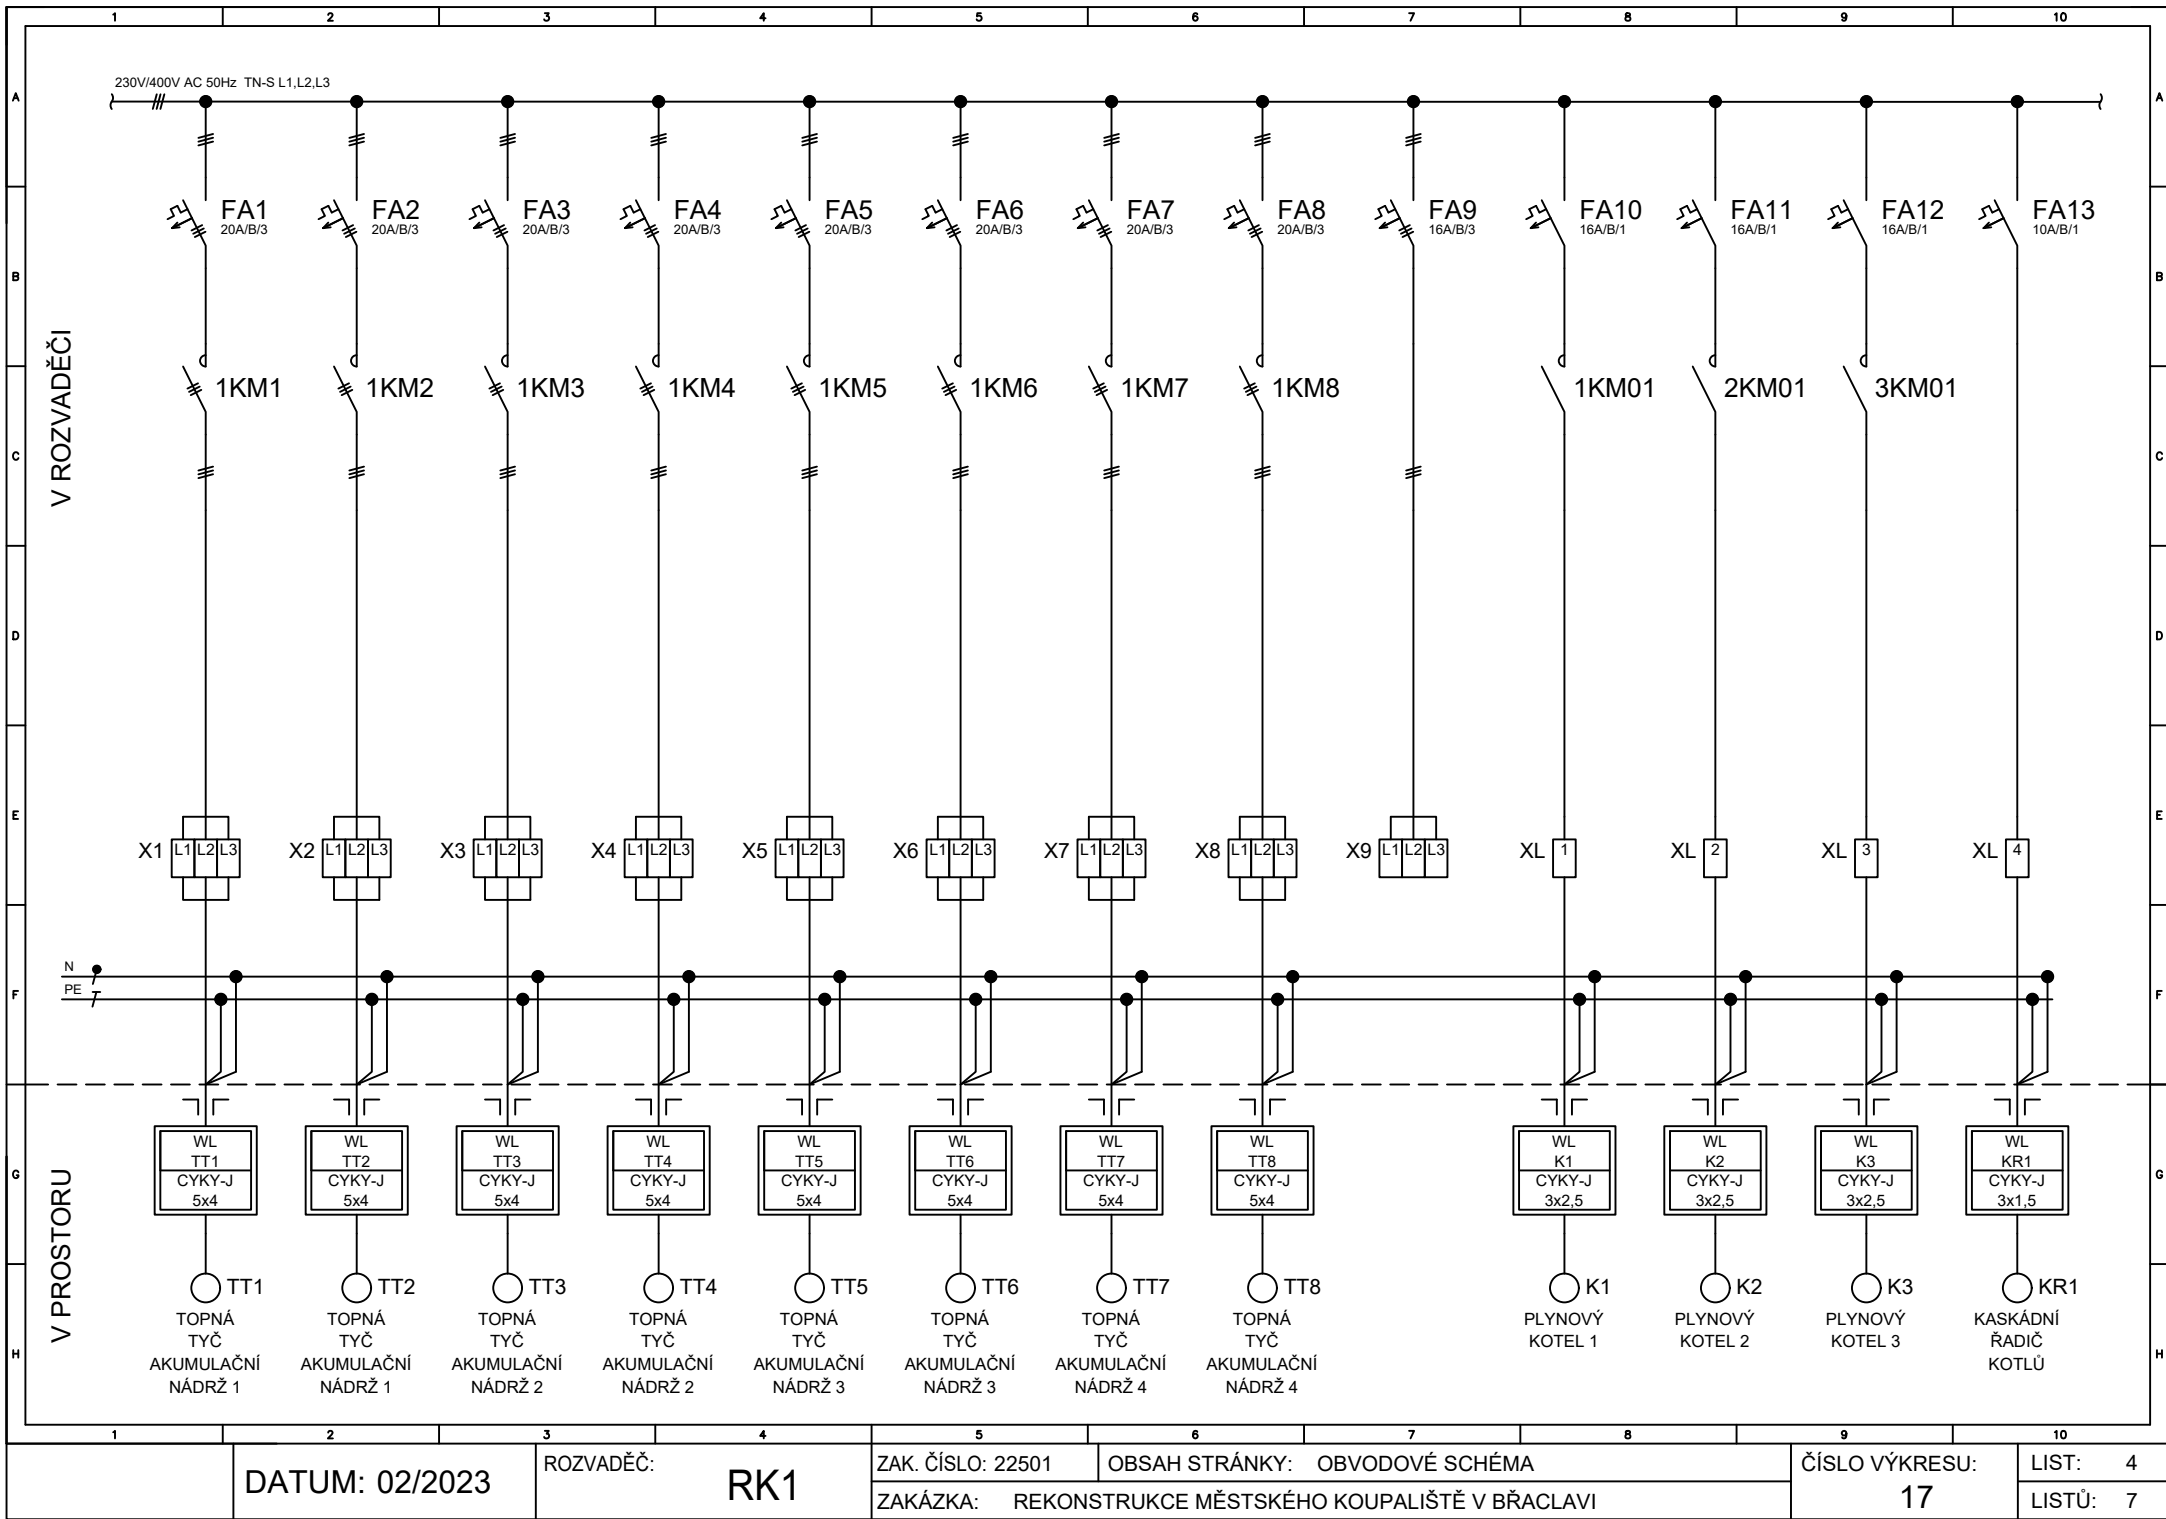 1 2 3 4 5 6 7 8 9 10
230V/400V AC 50Hz TN-S L1,L2,L3
A A
FA1 FA2 FA3 FA4 FA5 FA6 FA7 FA8 FA9 FA10 FA11 FA12 FA13
20A/B/3 20A/B/3 20A/B/3 20A/B/3 20A/B/3 20A/B/3 20A/B/3 20A/B/3 16A/B/3 16A/B/1 16A/B/1 16A/B/1 10A/B/1
B B
V ROZVADĚČI
1KM1 1KM2 1KM3 1KM4 1KM5 1KM6 1KM7 1KM8 1KM01 2KM01 3KM01
C C
D D
E E
X1 L1 L2 L3 X2 L1 L2 L3 X3 L1 L2 L3 X4 L1 L2 L3 X5 L1 L2 L3 X6 L1 L2 L3 X7 L1 L2 L3 X8 L1 L2 L3 X9 L1 L2 L3 XL 1 XL 2 XL 3 XL 4
N
PE
F F
V PROSTORU
WL WL WL WL WL WL WL WL WL WL WL WL
TT1 TT2 TT3 TT4 TT5 TT6 TT7 TT8 K1 K2 K3 KR1
G G
CYKY-J CYKY-J CYKY-J CYKY-J CYKY-J CYKY-J CYKY-J CYKY-J CYKY-J CYKY-J CYKY-J CYKY-J
5x4 5x4 5x4 5x4 5x4 5x4 5x4 5x4 3x2,5 3x2,5 3x2,5 3x1,5
TT1 TT2 TT3 TT4 TT5 TT6 TT7 TT8 K1 K2 K3 KR1
TOPNÁ TOPNÁ TOPNÁ TOPNÁ TOPNÁ TOPNÁ TOPNÁ TOPNÁ PLYNOVÝ PLYNOVÝ PLYNOVÝ KASKÁDNÍ
TYČ TYČ TYČ TYČ TYČ TYČ TYČ TYČ KOTEL 1 KOTEL 2 KOTEL 3 ŘADIČ
H H
AKUMULAČNÍ AKUMULAČNÍ AKUMULAČNÍ AKUMULAČNÍ AKUMULAČNÍ AKUMULAČNÍ AKUMULAČNÍ AKUMULAČNÍ KOTLŮ
NÁDRŽ 1 NÁDRŽ 1 NÁDRŽ 2 NÁDRŽ 2 NÁDRŽ 3 NÁDRŽ 3 NÁDRŽ 4 NÁDRŽ 4
1 2 3 4 5 6 7 8 9 10
DATUM: 02/2023
ROZVADĚČ:
RK1
ZAK. ČÍSLO: 22501
OBSAH STRÁNKY: OBVODOVÉ SCHÉMA
ZAKÁZKA: REKONSTRUKCE MĚSTSKÉHO KOUPALIŠTĚ V BŘACLAVI
ČÍSLO VÝKRESU:
17
LIST: 4
LISTŮ: 7